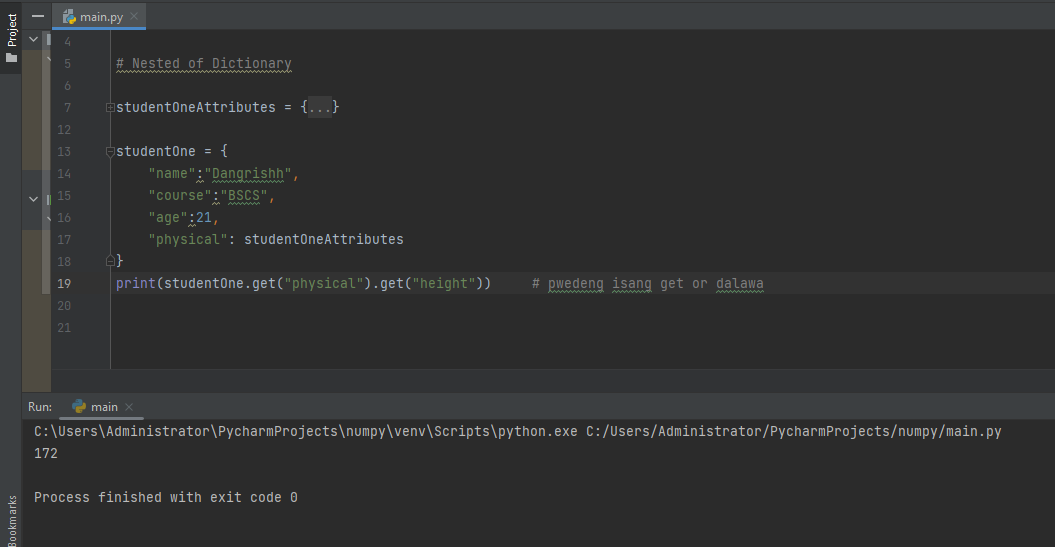 Project
main.py
4
5 # Nested of Dictionary
6
7 studentOneAttributes = {...}
12
13 studentOne = {
14 "name":"Dangrishh",
15 "course":"BSCS",
16 "age":21,
17 "physical": studentOneAttributes
18 }
19 print(studentOne.get("physical").get("height")) # pwedeng isang get or dalawa
20
21
Run: main
C:\Users\Administrator\PycharmProjects\numpy\venv\Scripts\python.exe C:/Users/Administrator/PycharmProjects/numpy/main.py
172
Process finished with exit code 0
Bookmarks